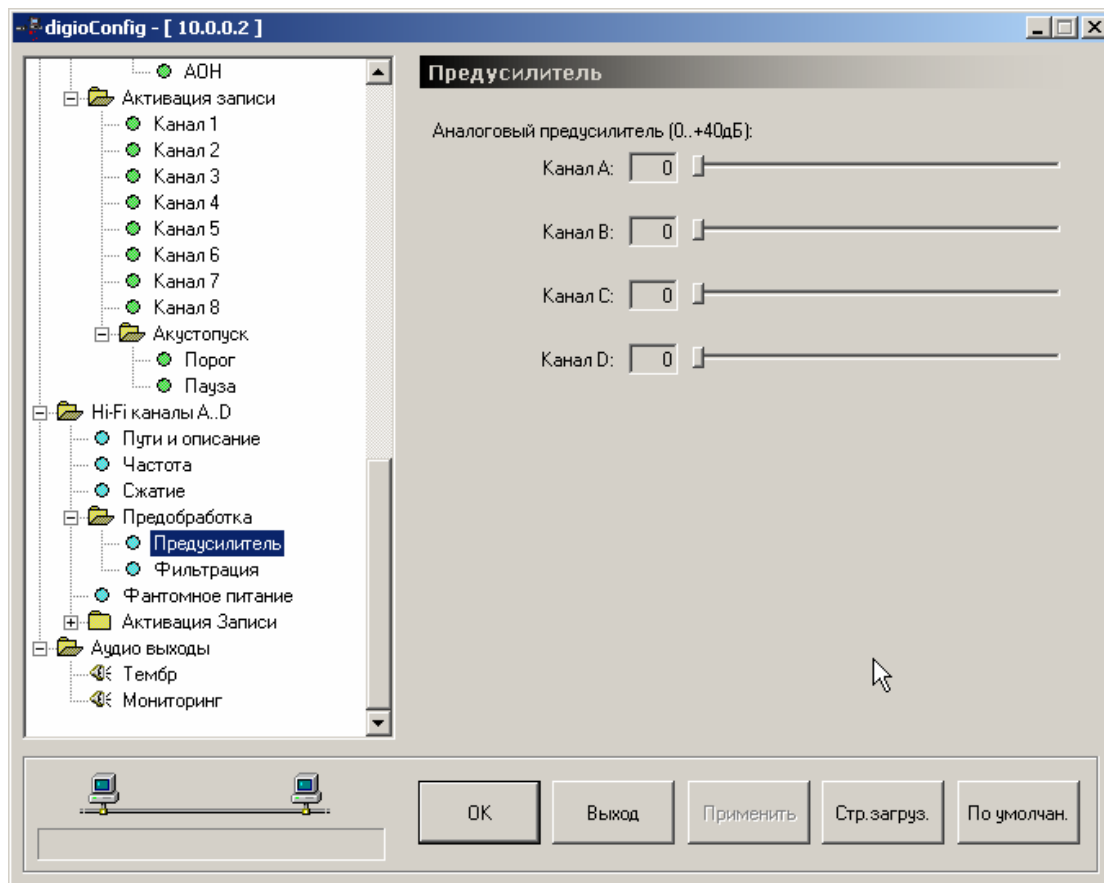 digioConfig - [ 10.0.0.2 ]
АОН
Активация записи
Канал 1
Канал 2
Канал 3
Канал 4
Канал 5
Канал 6
Канал 7
Канал 8
Акустопуск
Порог
Пауза
Hi-Fi каналы A..D
Пути и описание
Частота
Сжатие
Предобработка
Предусилитель
Фильтрация
Фантомное питание
Активация Записи
Аудио выходы
Тембр
Мониторинг
Предусилитель
Аналоговый предусилитель (0..+40дБ):
Канал A: 0
Канал B: 0
Канал C: 0
Канал D: 0
OK Выход Применить Стр.загруз. По умолчан.